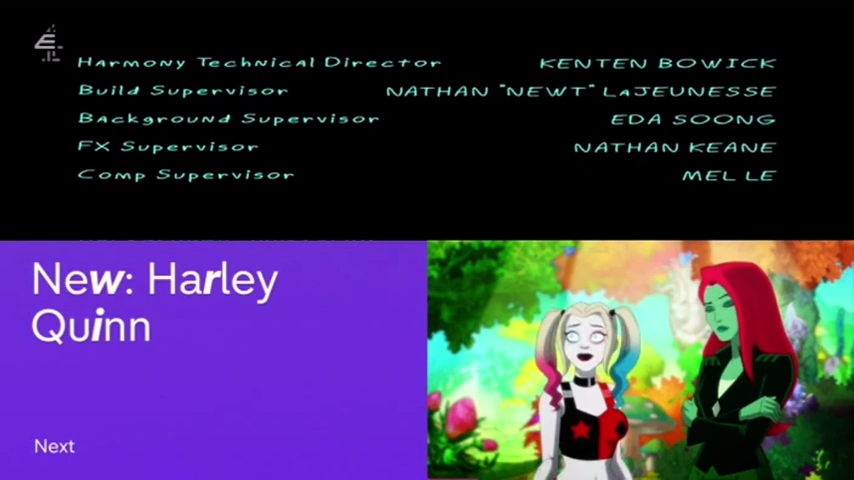 Harmony Technical Director KENTEN BOWICK
Build Supervisor NATHAN "NEWT" LaJEUNESSE
Background Supervisor EDA SOONG
FX Supervisor NATHAN KEANE
Comp Supervisor MEL LE
New: Harley
Quinn
Next